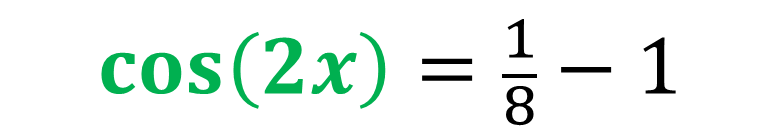 cos(2x) = 1/8 − 1